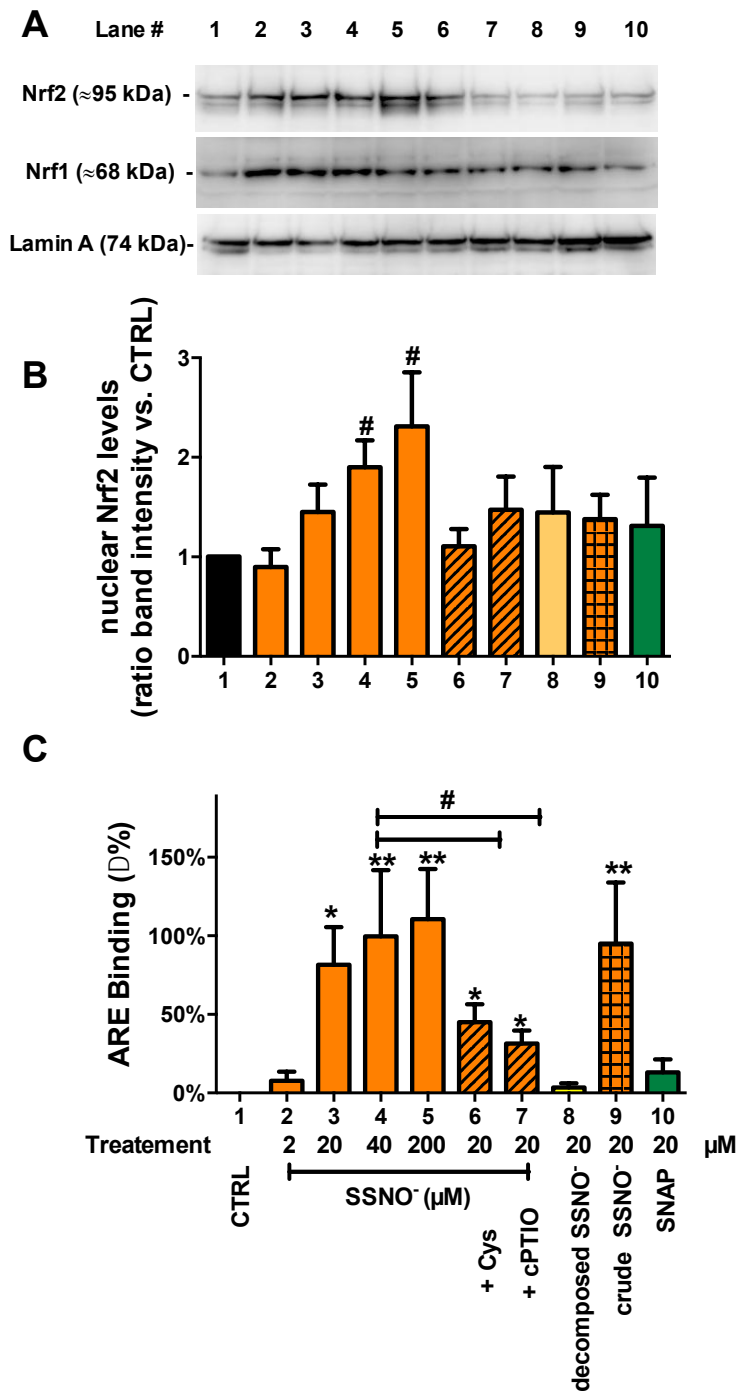 A Lane # 1 2 3 4 5 6 7 8 9 10
Nrf2 (≈95 kDa) -
Nrf1 (≈68 kDa) -
Lamin A (74 kDa)-
B
nuclear Nrf2 levels
(ratio band intensity vs. CTRL)
3
2
1
0
# #
1 2 3 4 5 6 7 8 9 10
C
ARE Binding (D%)
150%
100%
50%
0%
#
* ** ** * * **
1 2 3 4 5 6 7 8 9 10
Treatement 2 20 40 200 20 20 20 20 20 µM
CTRL
SSNO⁻ (µM)
+ Cys
+ cPTIO
decomposed SSNO⁻
crude SSNO⁻
SNAP